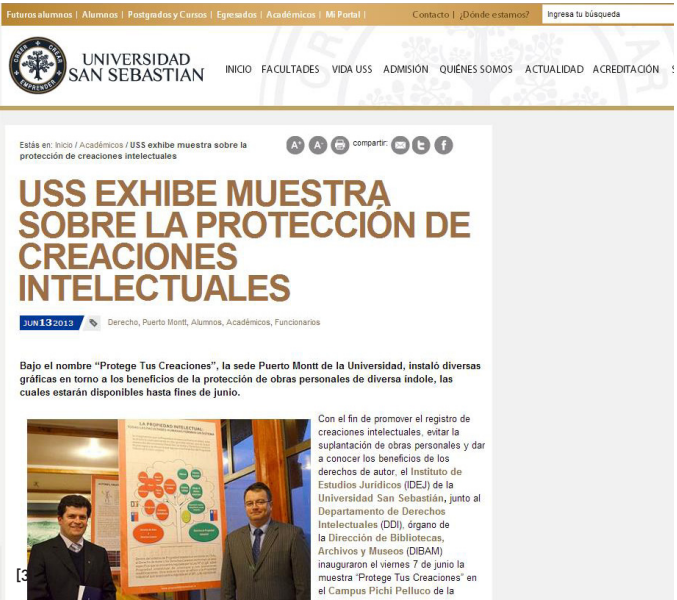 Futuros alumnos | Alumnos | Postgrados y Cursos | Egresados | Académicos | Mi Portal | Contacto | ¿Dónde estamos? Ingresa tu búsqueda
CREER CREAR EMPRENDER
UNIVERSIDAD
SAN SEBASTIAN
INICIO FACULTADES VIDA USS ADMISIÓN QUIÉNES SOMOS ACTUALIDAD ACREDITACIÓN S
Estás en: Inicio / Académicos / USS exhibe muestra sobre la
protección de creaciones intelectuales
A+ A- compartir:
USS EXHIBE MUESTRA
SOBRE LA PROTECCIÓN DE
CREACIONES
INTELECTUALES
JUN 13 2013 Derecho, Puerto Montt, Alumnos, Académicos, Funcionarios
Bajo el nombre “Protege Tus Creaciones”, la sede Puerto Montt de la Universidad, instaló diversas
gráficas en torno a los beneficios de la protección de obras personales de diversa índole, las
cuales estarán disponibles hasta fines de junio.
LA PROPIEDAD INTELECTUAL
Con el fin de promover el registro de
creaciones intelectuales, evitar la
suplantación de obras personales y dar
a conocer los beneficios de los
derechos de autor, el Instituto de
Estudios Jurídicos (IDEJ) de la
Universidad San Sebastián, junto al
Departamento de Derechos
Intelectuales (DDI), órgano de
la Dirección de Bibliotecas,
Archivos y Museos (DIBAM)
inauguraron el viernes 7 de junio la
muestra “Protege Tus Creaciones” en
el Campus Pichi Pelluco de la
[3